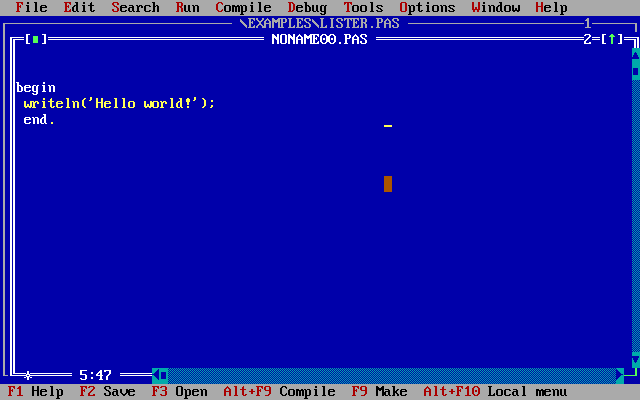 File Edit Search Run Compile Debug Tools Options Window Help
\EXAMPLES\LISTER.PAS 1
[■] NONAME00.PAS 2=[↑]
begin
writeln('Hello world!');
end.
5:47
F1 Help F2 Save F3 Open Alt+F9 Compile F9 Make Alt+F10 Local menu